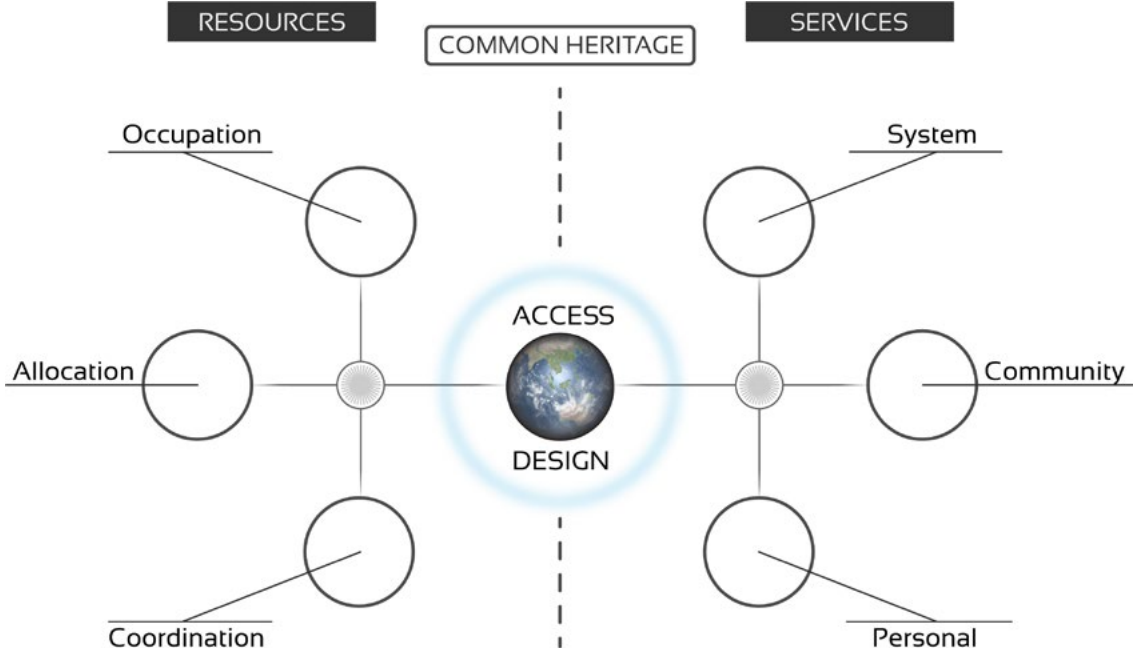 RESOURCES
COMMON HERITAGE
SERVICES
Occupation
System
ACCESS
Allocation
Community
DESIGN
Coordination
Personal